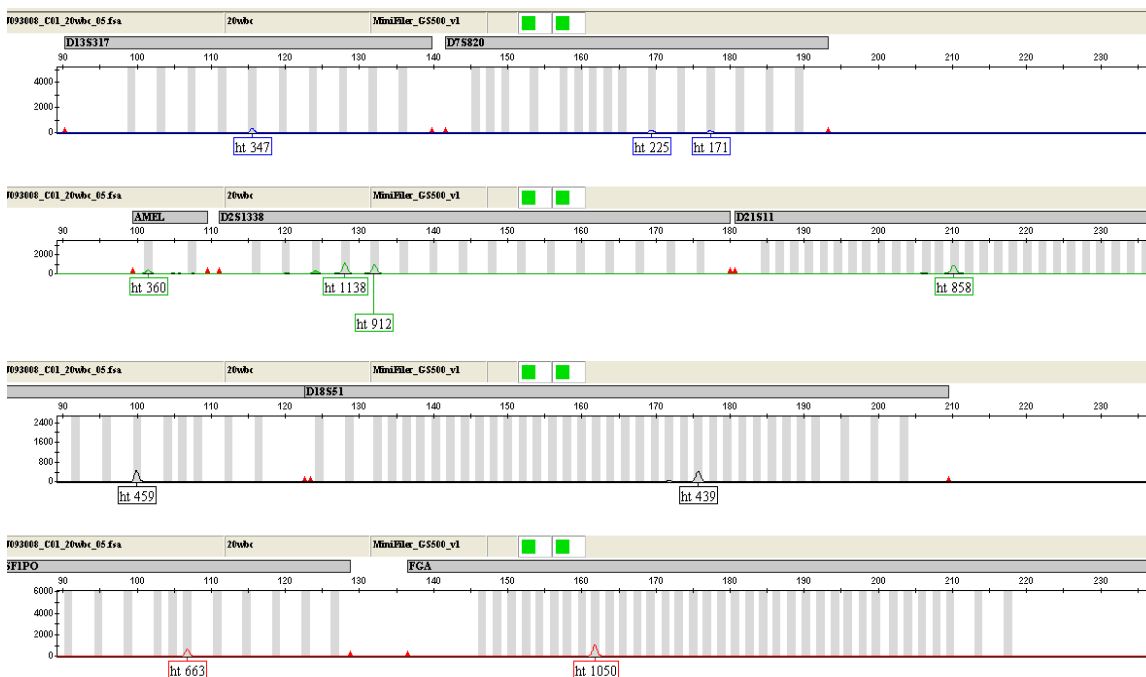 J093008_C01_20wbc_05.fsa 20wbc MiniFiler_GS500_v1
D13S317 D7S820
90 100 110 120 130 140 150 160 170 180 190 200 210 220 230
4000
2000
0
ht 347 ht 225 ht 171
J093008_C01_20wbc_05.fsa 20wbc MiniFiler_GS500_v1
AMEL D2S1338 D21S11
90 100 110 120 130 140 150 160 170 180 190 200 210 220 230
2000
0
ht 360 ht 1138 ht 858
ht 912
J093008_C01_20wbc_05.fsa 20wbc MiniFiler_GS500_v1
D18S51
90 100 110 120 130 140 150 160 170 180 190 200 210 220 230
2400
1600
800
0
ht 459 ht 439
J093008_C01_20wbc_05.fsa 20wbc MiniFiler_GS500_v1
SF1PO FGA
90 100 110 120 130 140 150 160 170 180 190 200 210 220 230
6000
4000
2000
0
ht 663 ht 1050